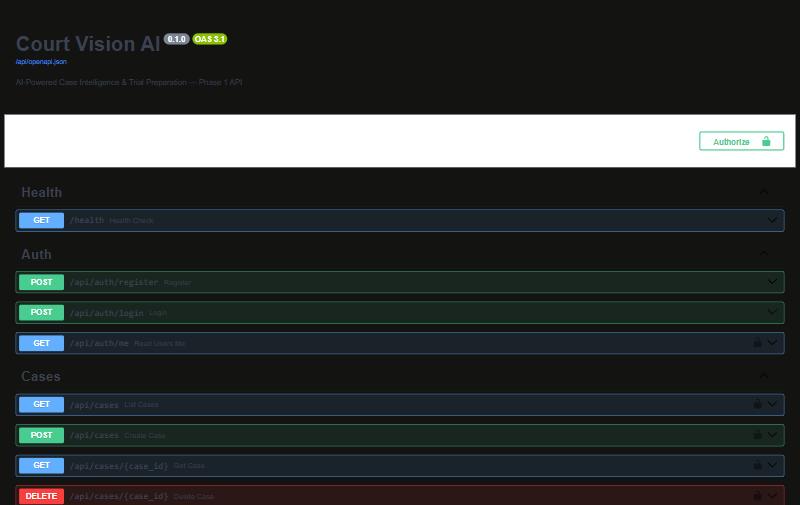 Court Vision AI 0.1.0 OAS 3.1
/api/openapi.json
AI-Powered Case Intelligence & Trial Preparation — Phase 1 API
Authorize
Health
GET /health Health Check
Auth
POST /api/auth/register Register
POST /api/auth/login Login
GET /api/auth/me Read Users Me
Cases
GET /api/cases List Cases
POST /api/cases Create Case
GET /api/cases/{case_id} Get Case
DELETE /api/cases/{case_id} Delete Case